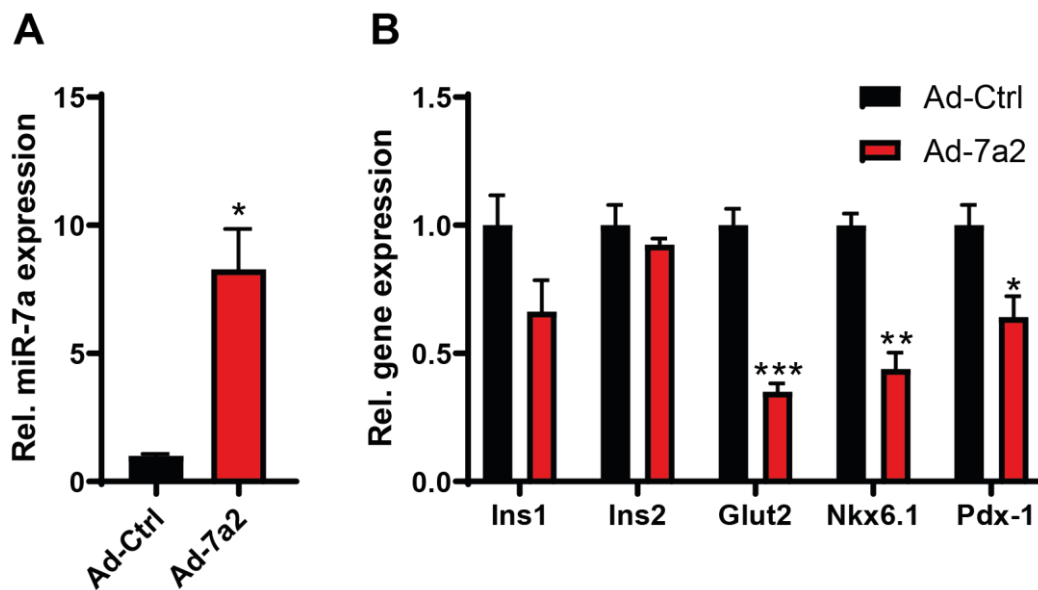 A
Rel. miR-7a expression
15
10
5
0
*
Ad-Ctrl
Ad-7a2
B
Rel. gene expression
1.5
1.0
0.5
0.0
Ad-Ctrl
Ad-7a2
***
**
*
Ins1 Ins2 Glut2 Nkx6.1 Pdx-1